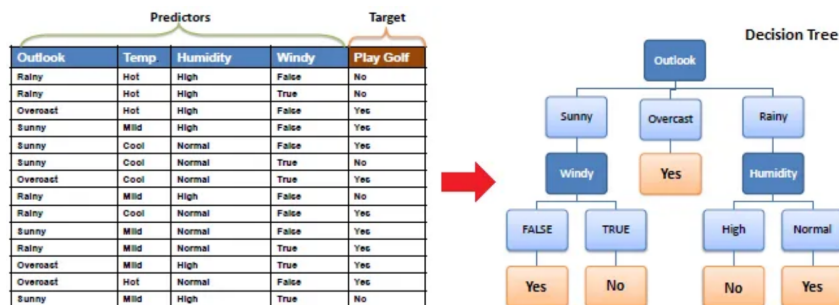 Predictors Target
Outlook Temp Humidity Windy Play Golf
Rainy Hot High False No
Rainy Hot High True No
Overcast Hot High False Yes
Sunny Mild High False Yes
Sunny Cool Normal False Yes
Sunny Cool Normal True No
Overcast Cool Normal True Yes
Rainy Mild High False No
Rainy Cool Normal False Yes
Sunny Mild Normal False Yes
Rainy Mild Normal True Yes
Overcast Mild High True Yes
Overcast Hot Normal False Yes
Sunny Mild High True No
Decision Tree
Outlook
Sunny Overcast Rainy
Windy Yes Humidity
FALSE TRUE High Normal
Yes No No Yes